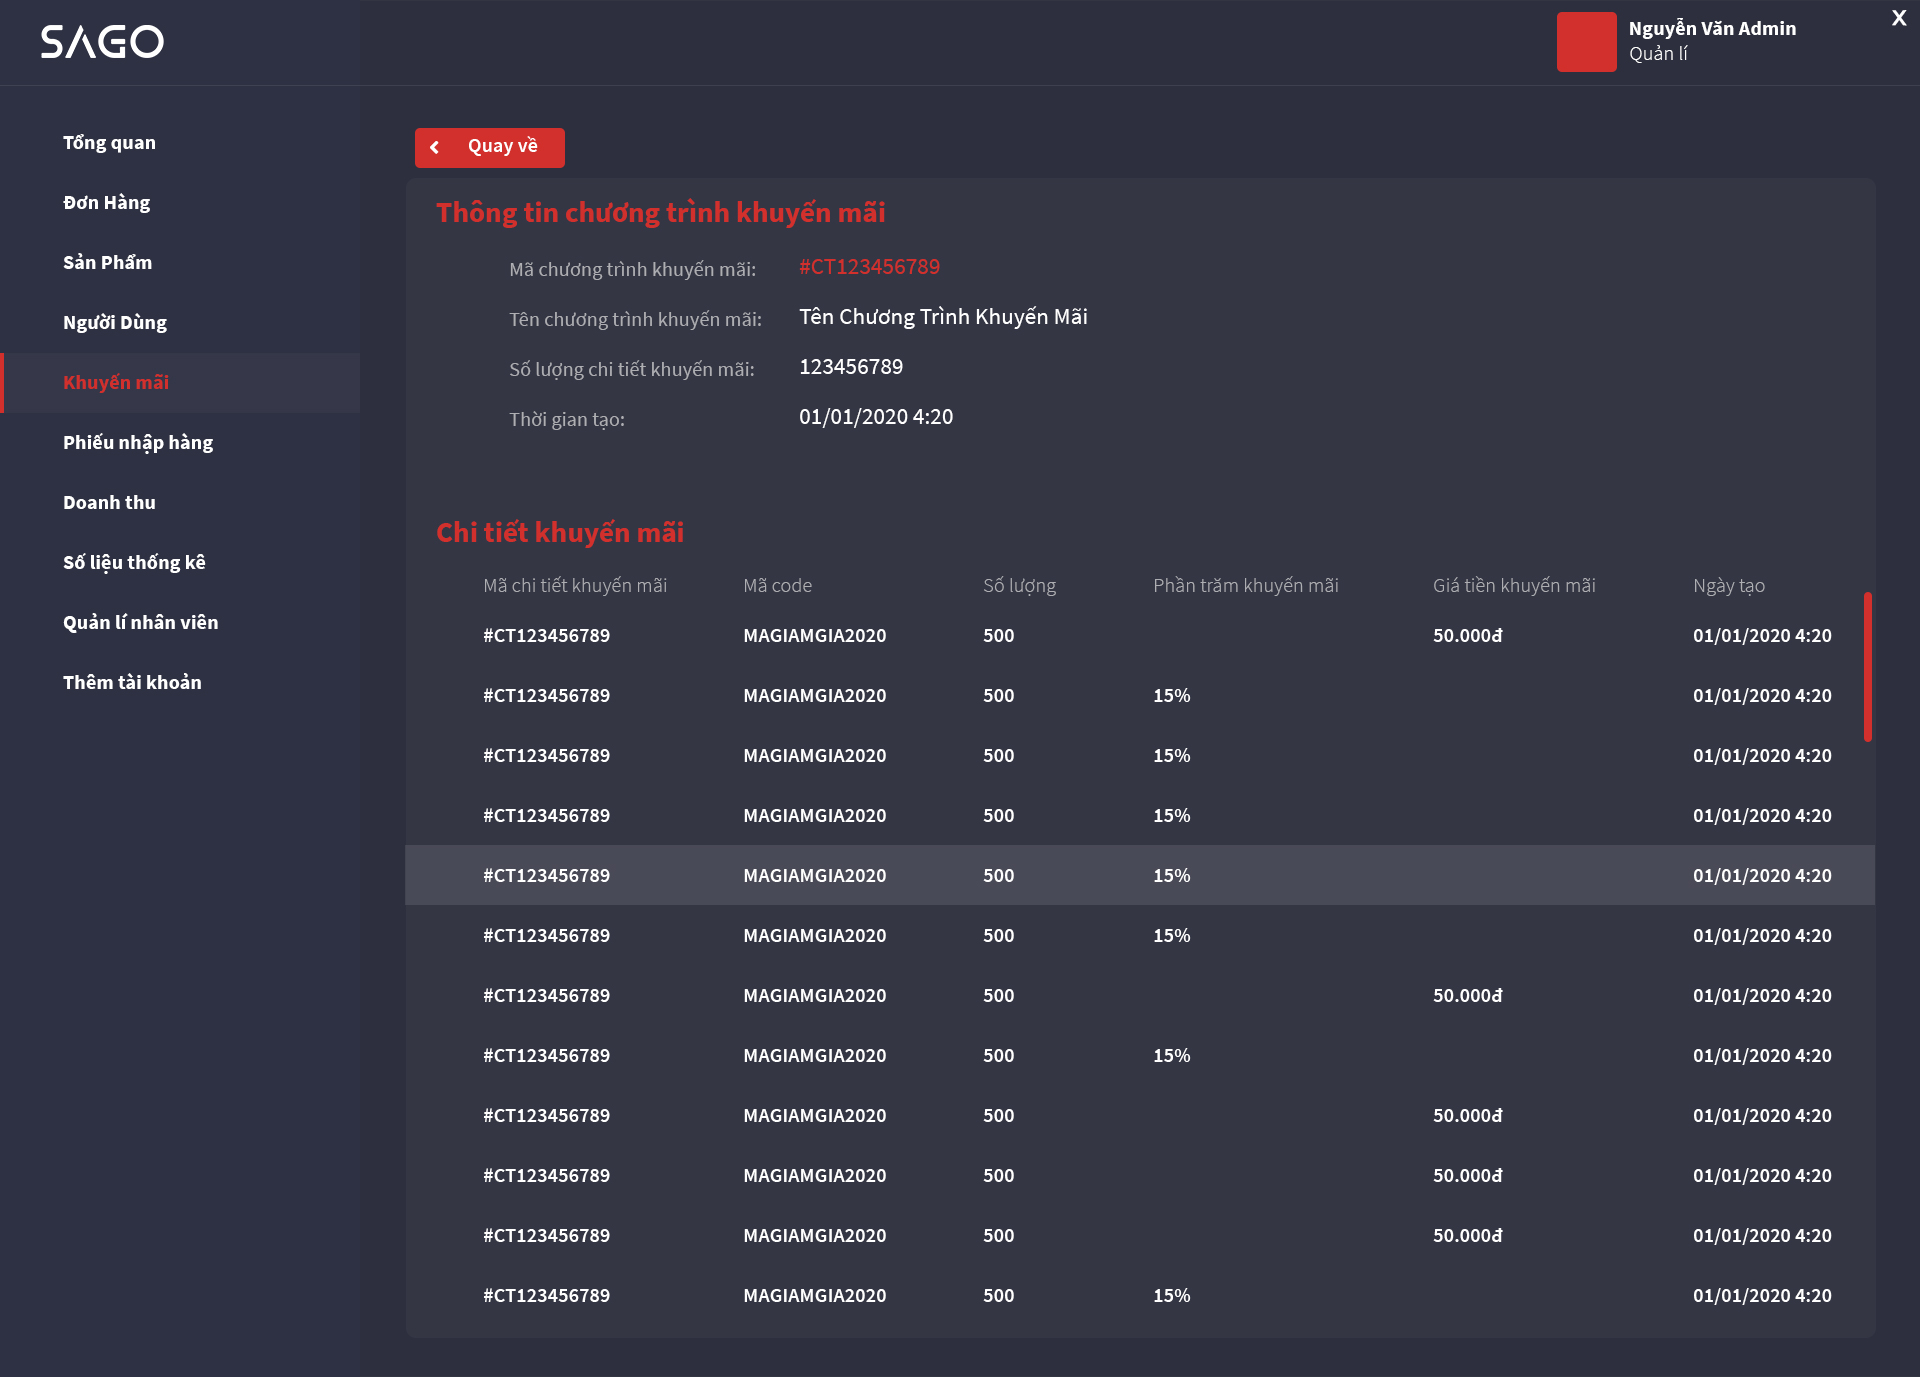 SAGO
Nguyễn Văn Admin
Quản lí
X
Tổng quan
Đơn Hàng
Sản Phẩm
Người Dùng
Khuyến mãi
Phiếu nhập hàng
Doanh thu
Số liệu thống kê
Quản lí nhân viên
Thêm tài khoản
Quay về
Thông tin chương trình khuyến mãi
Mã chương trình khuyến mãi: #CT123456789
Tên chương trình khuyến mãi: Tên Chương Trình Khuyến Mãi
Số lượng chi tiết khuyến mãi: 123456789
Thời gian tạo: 01/01/2020 4:20
Chi tiết khuyến mãi
Mã chi tiết khuyến mãi Mã code Số lượng Phần trăm khuyến mãi Giá tiền khuyến mãi Ngày tạo
#CT123456789 MAGIAMGIA2020 500 50.000đ 01/01/2020 4:20
#CT123456789 MAGIAMGIA2020 500 15% 01/01/2020 4:20
#CT123456789 MAGIAMGIA2020 500 15% 01/01/2020 4:20
#CT123456789 MAGIAMGIA2020 500 15% 01/01/2020 4:20
#CT123456789 MAGIAMGIA2020 500 15% 01/01/2020 4:20
#CT123456789 MAGIAMGIA2020 500 15% 01/01/2020 4:20
#CT123456789 MAGIAMGIA2020 500 50.000đ 01/01/2020 4:20
#CT123456789 MAGIAMGIA2020 500 15% 01/01/2020 4:20
#CT123456789 MAGIAMGIA2020 500 50.000đ 01/01/2020 4:20
#CT123456789 MAGIAMGIA2020 500 50.000đ 01/01/2020 4:20
#CT123456789 MAGIAMGIA2020 500 50.000đ 01/01/2020 4:20
#CT123456789 MAGIAMGIA2020 500 15% 01/01/2020 4:20